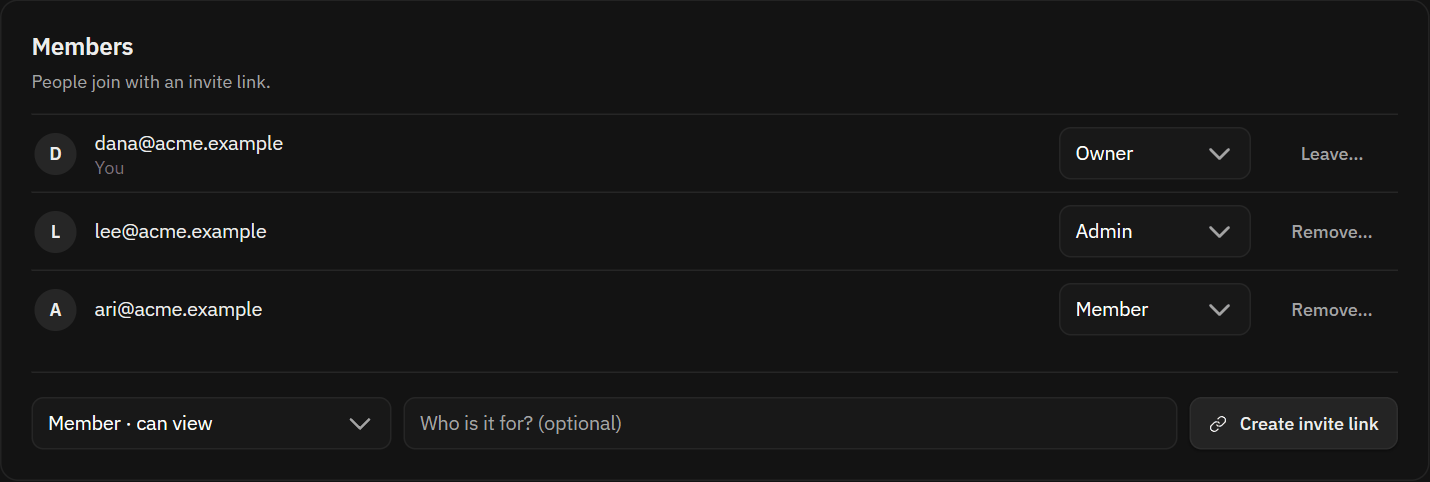 Members
People join with an invite link.
D
dana@acme.example
You
Owner
Leave...
L
lee@acme.example
Admin
Remove...
A
ari@acme.example
Member
Remove...
Member · can view
Who is it for? (optional)
Create invite link